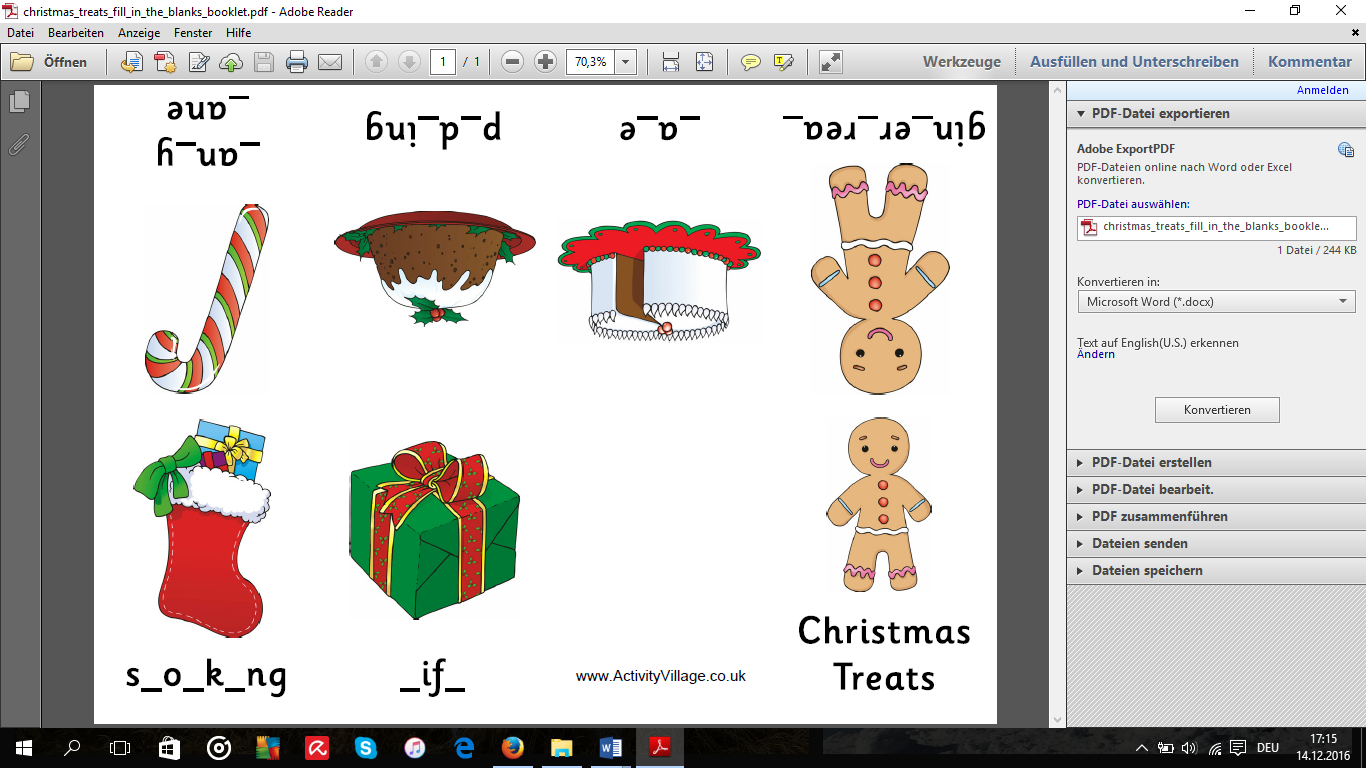 christmas_treats_fill_in_the_blanks_booklet.pdf - Adobe Reader
Datei Bearbeiten Anzeige Fenster Hilfe
Öffnen
1 / 1
70,3%
Werkzeuge
Ausfüllen und Unterschreiben
Kommentar
_an_y
_ane
p_d_ing
_a_e
gin_er_rea_
s_o_k_ng
_if_
www.ActivityVillage.co.uk
Christmas
Treats
Anmelden
PDF-Datei exportieren
Adobe ExportPDF
PDF-Dateien online nach Word oder Excel
konvertieren.
PDF-Datei auswählen:
christmas_treats_fill_in_the_blanks_bookle...
1 Datei / 244 KB
Konvertieren in:
Microsoft Word (*.docx)
Text auf English(U.S.) erkennen
Ändern
Konvertieren
PDF-Datei erstellen
PDF-Datei bearbeit.
PDF zusammenführen
Dateien senden
Dateien speichern
DEU
17:15
14.12.2016